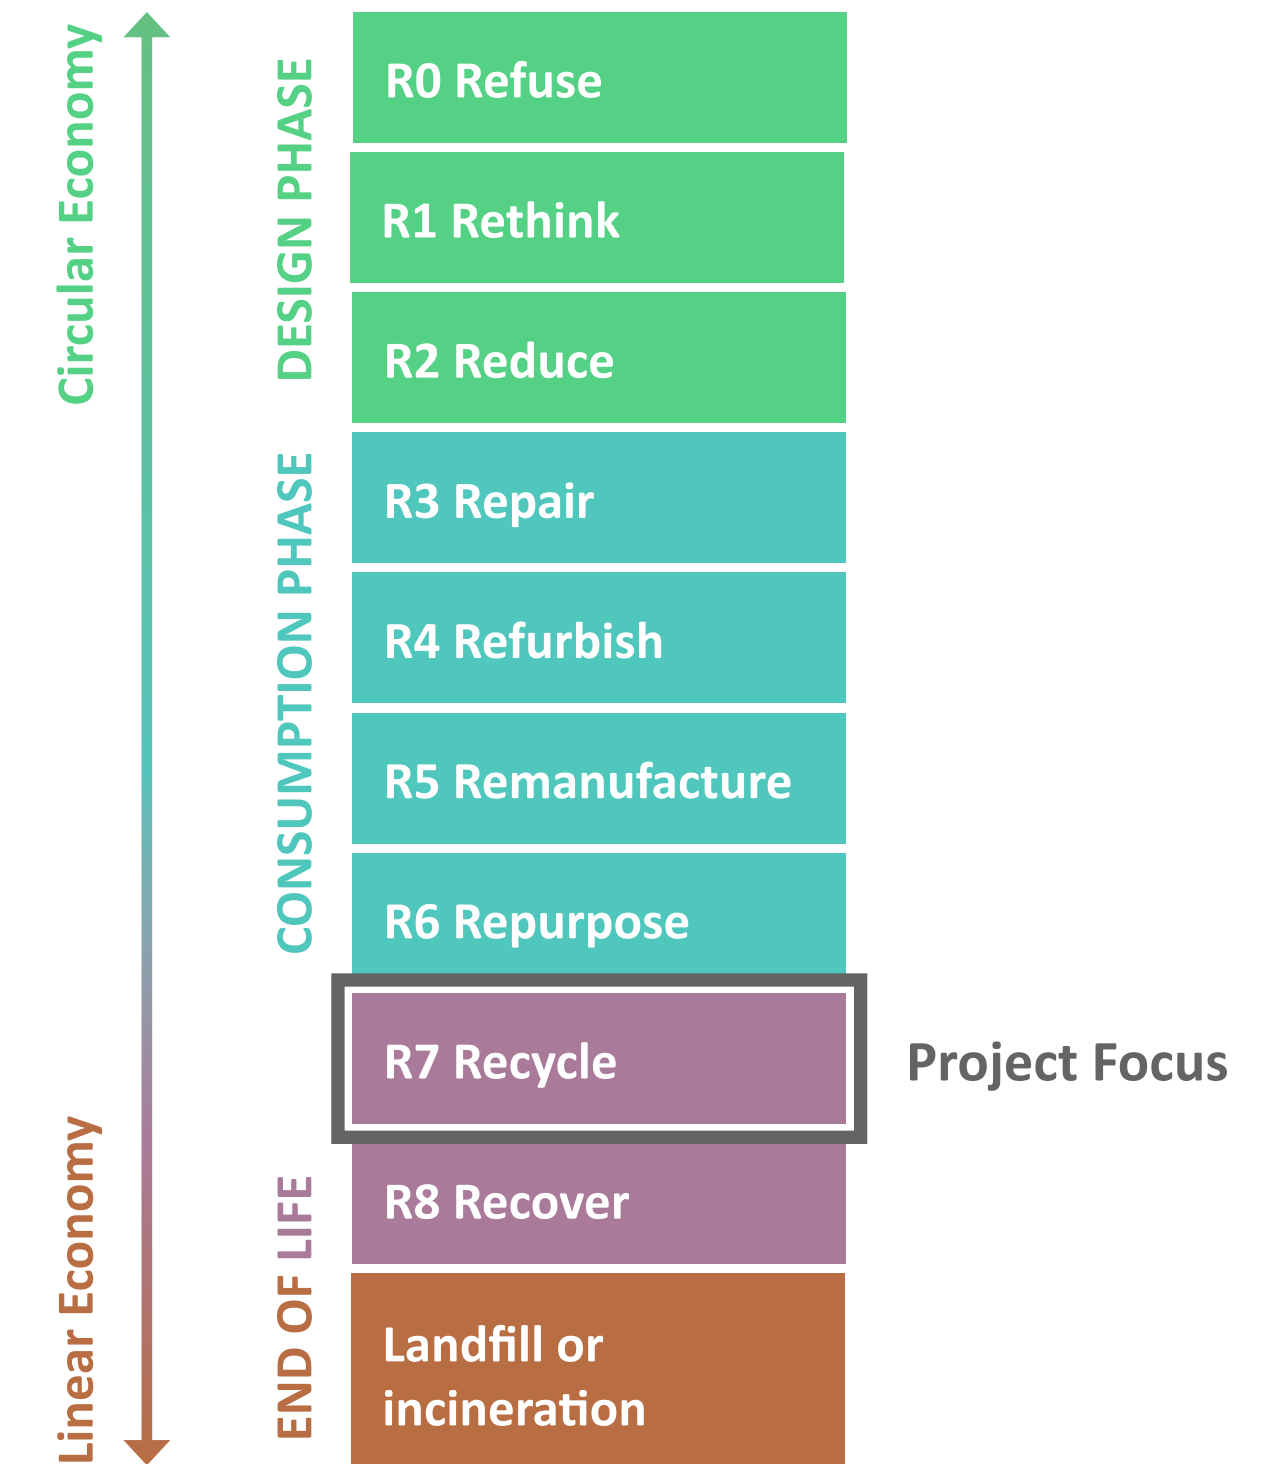 Circular Economy
DESIGN PHASE
R0 Refuse
R1 Rethink
R2 Reduce
CONSUMPTION PHASE
R3 Repair
R4 Refurbish
R5 Remanufacture
R6 Repurpose
R7 Recycle
Project Focus
Linear Economy
END OF LIFE
R8 Recover
Landfill or
incineration